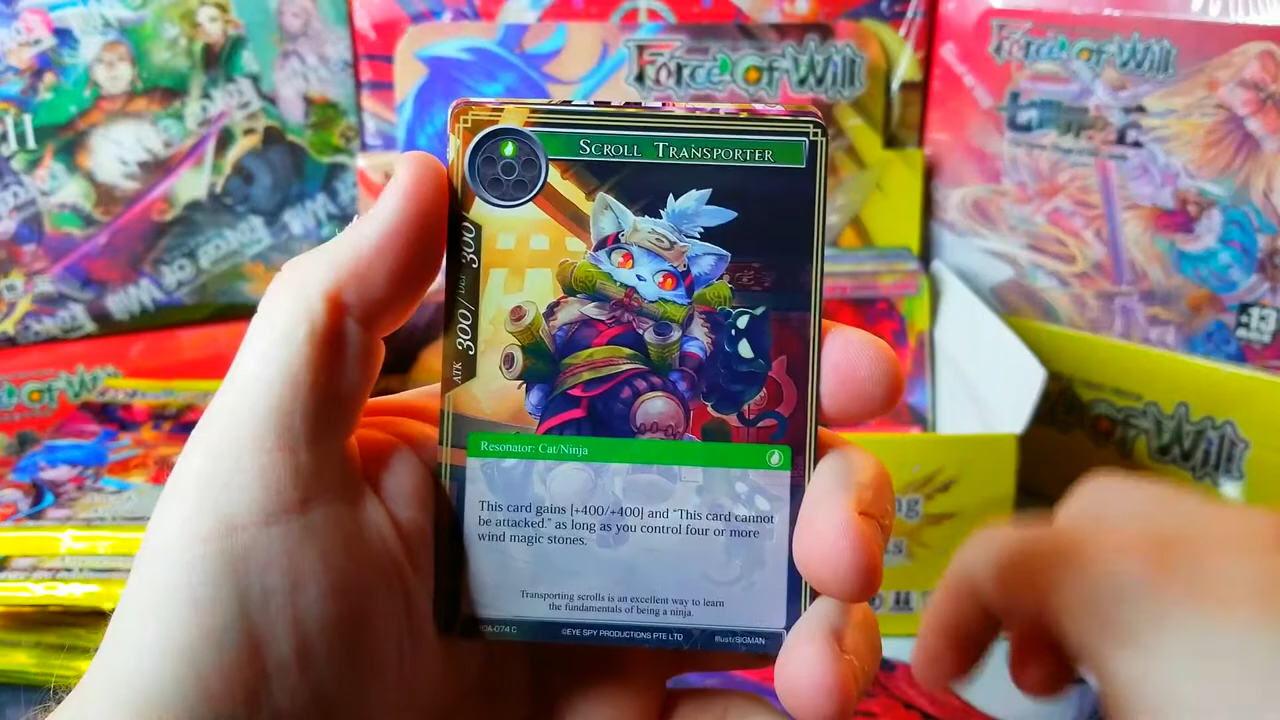 Force Of Will
Force Of Will
SCROLL TRANSPORTER
ATK 300 / DEF 300
Resonator: Cat/Ninja
This card gains [+400/+400] and “This card cannot
be attacked.” as long as you control four or more
wind magic stones.
Transporting scrolls is an excellent way to learn
the fundamentals of being a ninja.
0A-074 C
©EYE SPY PRODUCTIONS PTE LTD
Illust/SIGMAN